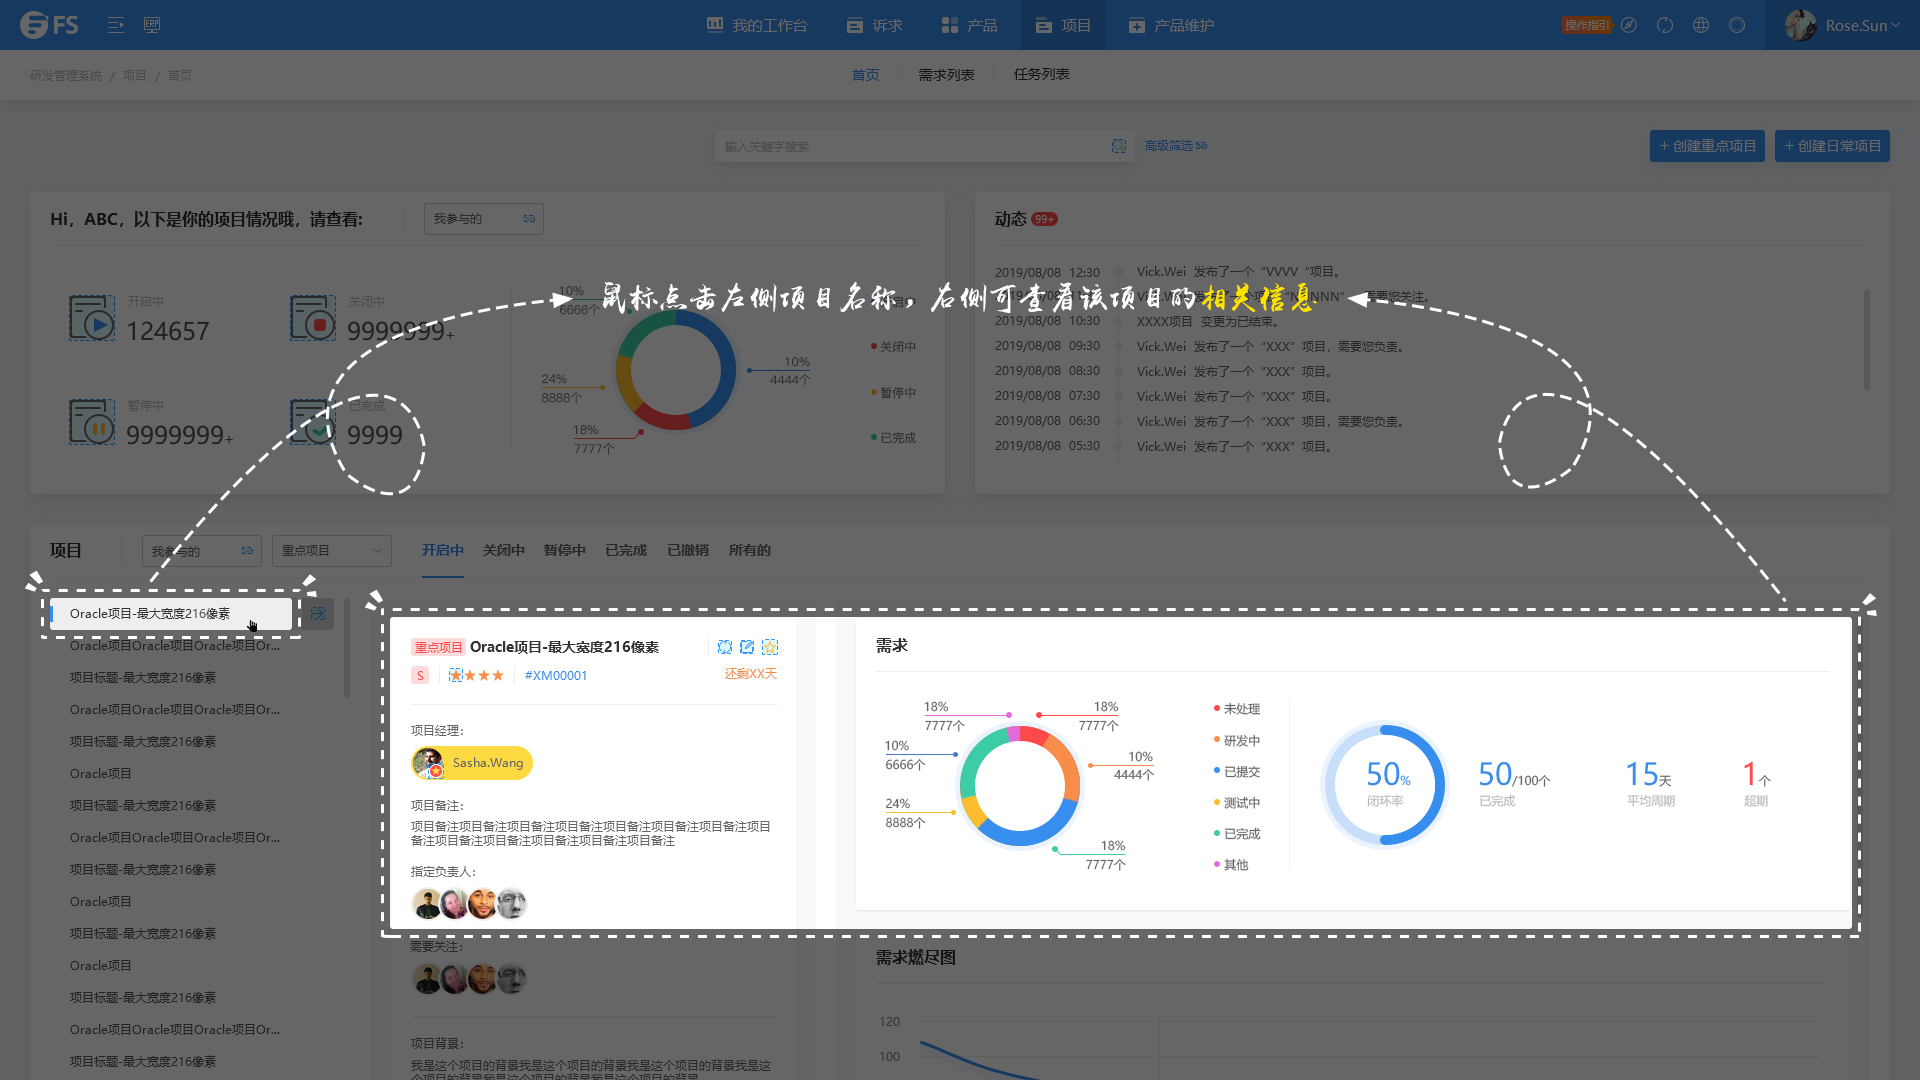 FS
ERP
我的工作台
诉求
产品
项目
产品维护
操作指引
Rose.Sun
研发管理系统 / 项目 / 首页
首页
需求列表
任务列表
输入关键字搜索
高级筛选
+ 创建重点项目
+ 创建日常项目
Hi，ABC，以下是你的项目情况哦，请查看:
我参与的
动态 99+
鼠标点击左侧项目名称，右侧可查看该项目的相关信息
开启中
124657
关闭中
9999999+
暂停中
9999999+
已完成
9999
10%
6666个
24%
8888个
18%
7777个
10%
4444个
关闭中
暂停中
已完成
2019/08/08 12:30 Vick.Wei 发布了一个“VVVV ”项目。
2019/08/08 10:30 XXXX项目 变更为已结束。
2019/08/08 09:30 Vick.Wei 发布了一个“XXX”项目，需要您负责。
2019/08/08 08:30 Vick.Wei 发布了一个“XXX”项目。
2019/08/08 07:30 Vick.Wei 发布了一个“XXX”项目。
2019/08/08 06:30 Vick.Wei 发布了一个“XXX”项目，需要您负责。
2019/08/08 05:30 Vick.Wei 发布了一个“XXX”项目。
项目
我参与的
重点项目
开启中
关闭中
暂停中
已完成
已撤销
所有的
Oracle项目-最大宽度216像素
Oracle项目Oracle项目Oracle项目Or...
项目标题-最大宽度216像素
Oracle项目Oracle项目Oracle项目Or...
项目标题-最大宽度216像素
Oracle项目
项目标题-最大宽度216像素
Oracle项目Oracle项目Oracle项目Or...
项目标题-最大宽度216像素
Oracle项目
项目标题-最大宽度216像素
Oracle项目
项目标题-最大宽度216像素
Oracle项目Oracle项目Oracle项目Or...
项目标题-最大宽度216像素
重点项目 Oracle项目-最大宽度216像素
S
#XM00001
还剩XX天
项目经理：
Sasha.Wang
项目备注：
项目备注项目备注项目备注项目备注项目备注项目备注项目备注项目
备注项目备注项目备注项目备注项目备注项目备注
指定负责人：
需要关注：
项目背景：
我是这个项目的背景我是这个项目的背景我是这个项目的背景我是这
个项目的背景我是这个项目的背景我是这个项目的背景
需求
18%
7777个
18%
7777个
10%
6666个
10%
4444个
24%
8888个
18%
7777个
未处理
研发中
已提交
测试中
已完成
其他
50%
闭环率
50/100个
已完成
15天
平均周期
1个
超期
需求燃尽图
120
100